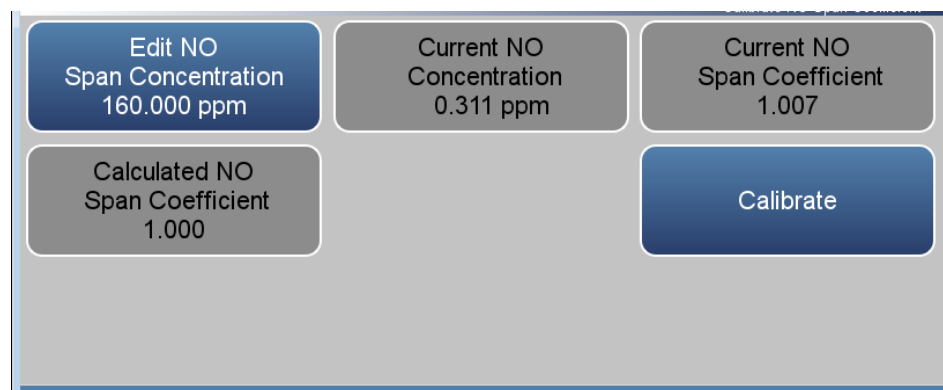 Edit NO
Span Concentration
160.000 ppm
Current NO
Concentration
0.311 ppm
Current NO
Span Coefficient
1.007
Calculated NO
Span Coefficient
1.000
Calibrate